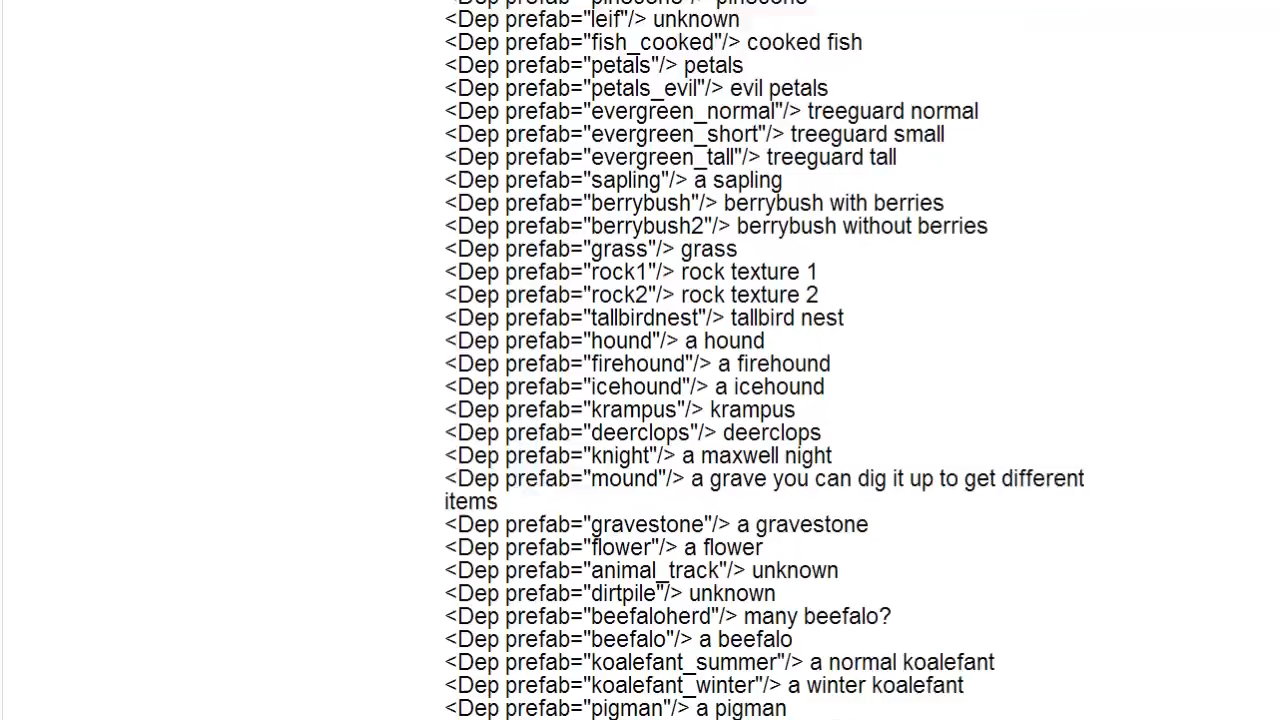 <Dep prefab="pinecone"/> pinecone
<Dep prefab="leif"/> unknown
<Dep prefab="fish_cooked"/> cooked fish
<Dep prefab="petals"/> petals
<Dep prefab="petals_evil"/> evil petals
<Dep prefab="evergreen_normal"/> treeguard normal
<Dep prefab="evergreen_short"/> treeguard small
<Dep prefab="evergreen_tall"/> treeguard tall
<Dep prefab="sapling"/> a sapling
<Dep prefab="berrybush"/> berrybush with berries
<Dep prefab="berrybush2"/> berrybush without berries
<Dep prefab="grass"/> grass
<Dep prefab="rock1"/> rock texture 1
<Dep prefab="rock2"/> rock texture 2
<Dep prefab="tallbirdnest"/> tallbird nest
<Dep prefab="hound"/> a hound
<Dep prefab="firehound"/> a firehound
<Dep prefab="icehound"/> a icehound
<Dep prefab="krampus"/> krampus
<Dep prefab="deerclops"/> deerclops
<Dep prefab="knight"/> a maxwell night
<Dep prefab="mound"/> a grave you can dig it up to get different
items
<Dep prefab="gravestone"/> a gravestone
<Dep prefab="flower"/> a flower
<Dep prefab="animal_track"/> unknown
<Dep prefab="dirtpile"/> unknown
<Dep prefab="beefaloherd"/> many beefalo?
<Dep prefab="beefalo"/> a beefalo
<Dep prefab="koalefant_summer"/> a normal koalefant
<Dep prefab="koalefant_winter"/> a winter koalefant
<Dep prefab="pigman"/> a pigman